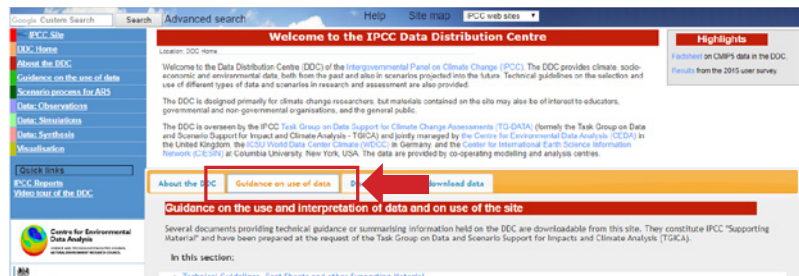 Google Custom Search Search Advanced search Help Site map IPCC web sites
IPCC Site
DDC Home
About the DDC
Guidance on the use of data
Scenario process for AR5
Data: Observations
Data: Simulations
Data: Synthesis
Visualisation
Quick links
IPCC Reports
Video tour of the DDC
Centre for Environmental
Data Analysis
Welcome to the IPCC Data Distribution Centre
Location: DDC Home
Welcome to the Data Distribution Centre (DDC) of the Intergovernmental Panel on Climate Change (IPCC). The DDC provides climate, socio-
economic and environmental data, both from the past and also in scenarios projected into the future. Technical guidelines on the selection and
use of different types of data and scenarios in research and assessment are also provided.
The DDC is designed primarily for climate change researchers, but materials contained on the site may also be of interest to educators,
governmental and non-governmental organisations, and the general public.
The DDC is overseen by the IPCC Task Group on Data Support for Climate Change Assessments (TG-DATA) (formely the Task Group on Data
and Scenario Support for Impact and Climate Analysis - TGICA) and jointly managed by the Centre for Environmental Data Analysis (CEDA) in
the United Kingdom, the ICSU World Data Center Climate (WDCC) in Germany, and the Center for International Earth Science Information
Network (CIESIN) at Columbia University, New York, USA. The data are provided by co-operating modelling and analysis centres.
Highlights
Factsheet on CMIP5 data in the DDC.
Results from the 2015 user survey.
About the DDC Guidance on use of data D download data
Guidance on the use and interpretation of data and on use of the site
Several documents providing technical guidance or summarising information held on the DDC are downloadable from this site. They constitute IPCC "Supporting
Material" and have been prepared at the request of the Task Group on Data and Scenario Support for Impacts and Climate Analysis (TGICA).
In this section:
Technical Guidelines, Fact Sheets and other Supporting Material